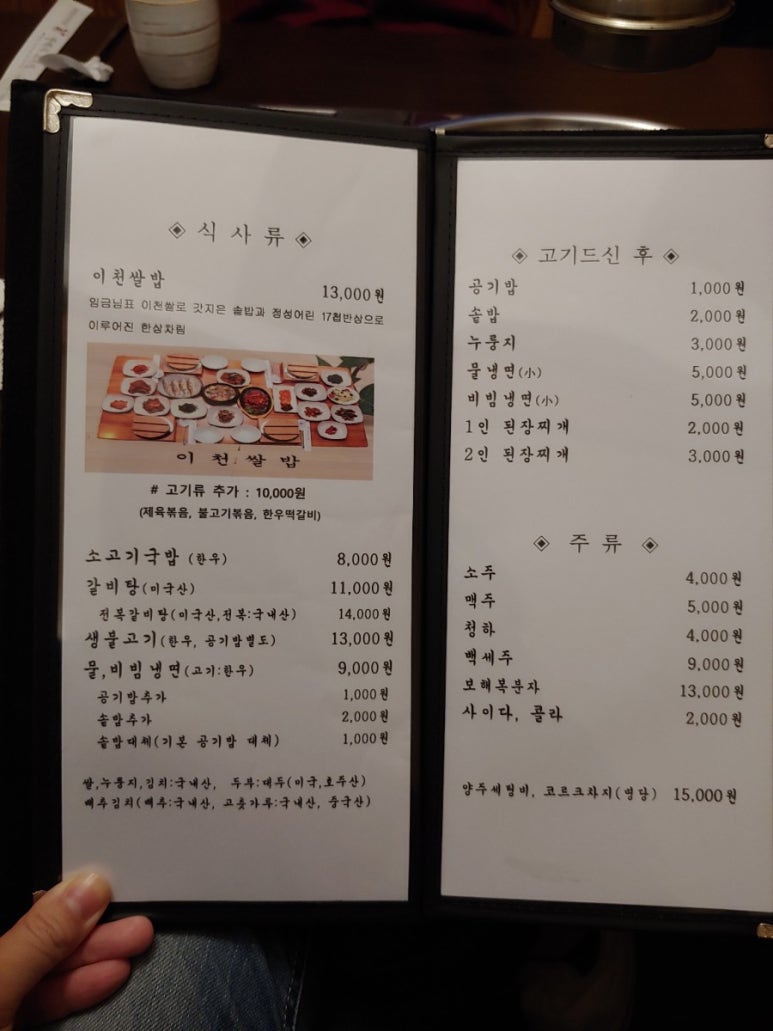 ◈ 식 사 류 ◈
이천쌀밥 13,000원
임금님표 이천쌀로 갓지은 솥밥과 정성어린 17첩반상으로
이루어진 한상차림
이 천 쌀 밥
# 고기류 추가 : 10,000원
(제육볶음, 불고기볶음, 한우떡갈비)
소고기국밥 (한우) 8,000원
갈비탕(미국산) 11,000원
전복갈비탕(미국산,전복:국내산) 14,000원
생불고기(한우, 공기밥별도) 13,000원
물,비빔냉면(고기:한우) 9,000원
공기밥추가 1,000원
솥밥추가 2,000원
솥밥대체(기본 공기밥 대체) 1,000원
쌀,누룽지,김치:국내산, 두부:대두(미국,호주산)
배추김치(배추:국내산, 고춧가루:국내산, 중국산)
◈ 고기드신 후 ◈
공기밥 1,000원
솥밥 2,000원
누룽지 3,000원
물냉면(小) 5,000원
비빔냉면(小) 5,000원
1인 된장찌개 2,000원
2인 된장찌개 3,000원
◈ 주 류 ◈
소주 4,000원
맥주 5,000원
청하 4,000원
백세주 9,000원
보해복분자 13,000원
사이다, 콜라 2,000원
양주세팅비, 코르크차지(병당) 15,000원